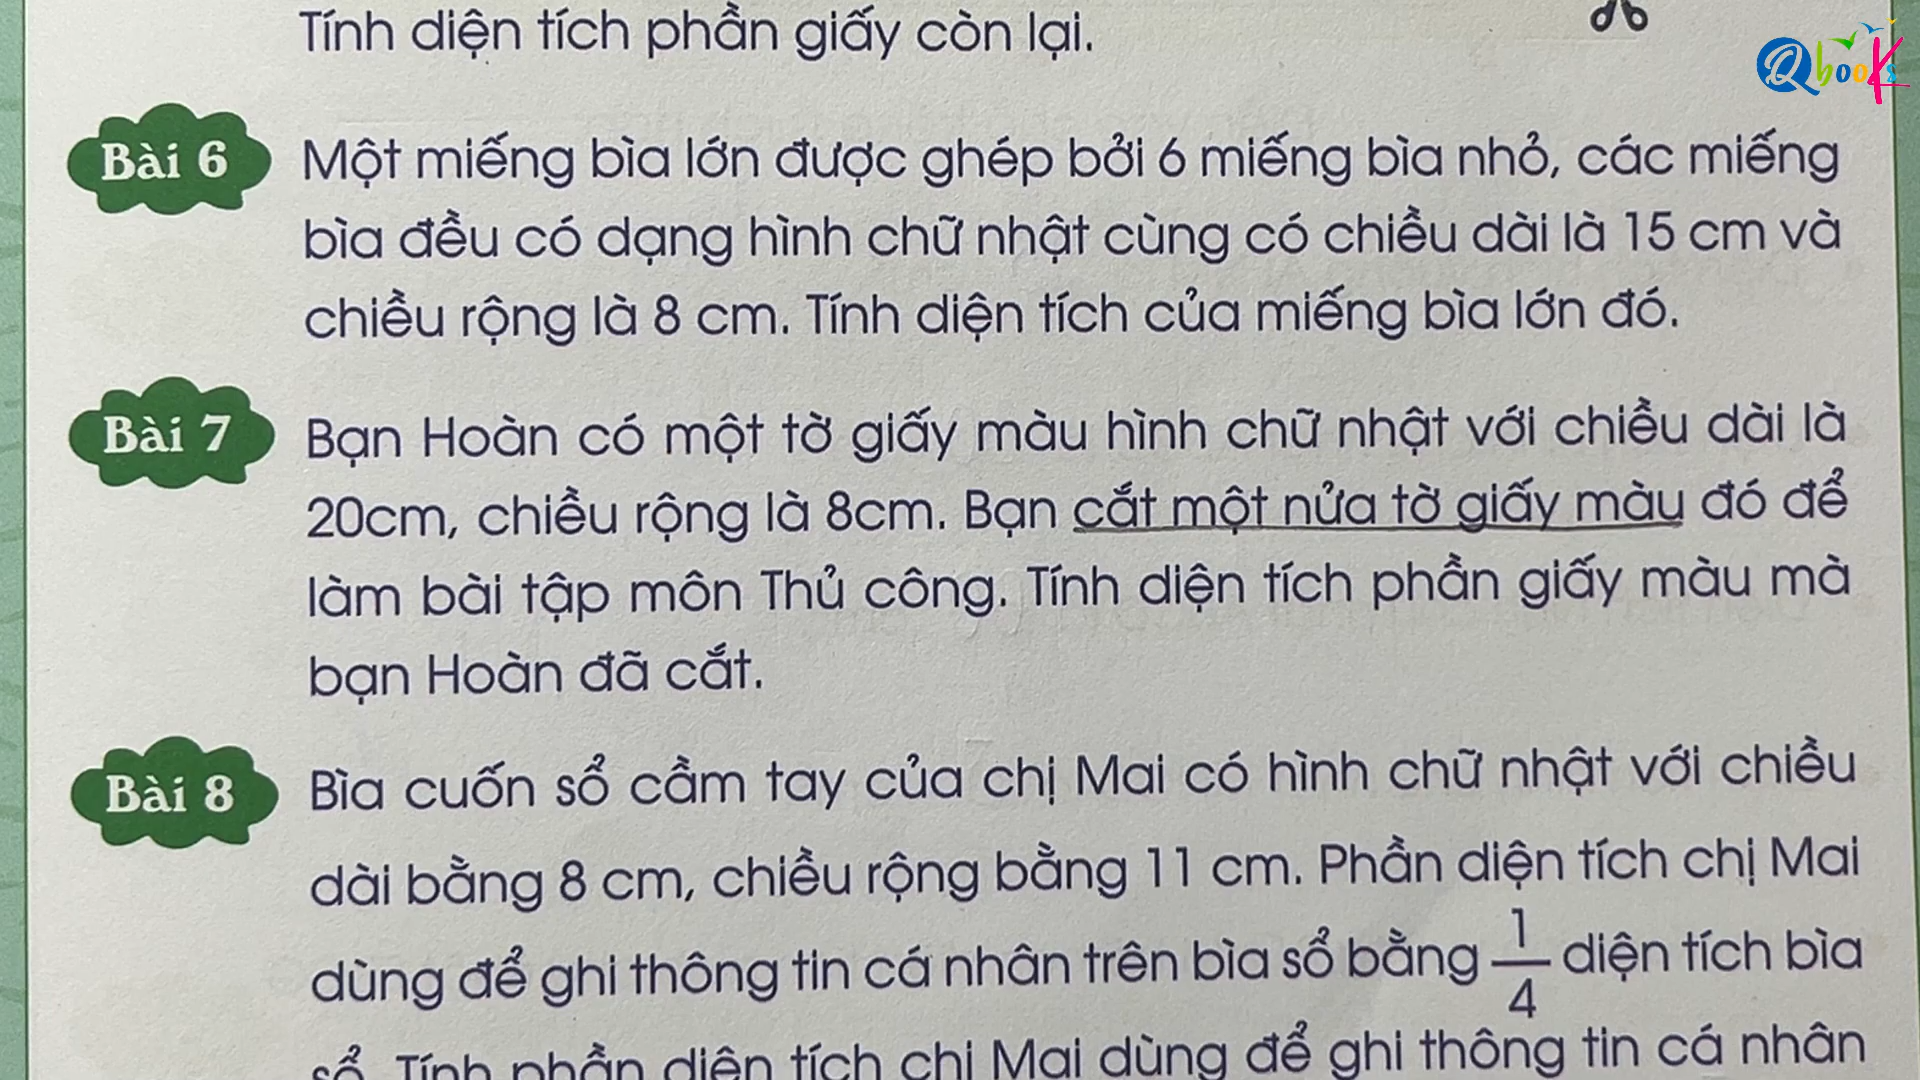 Tính diện tích phần giấy còn lại.
Qbooks
Bài 6 Một miếng bìa lớn được ghép bởi 6 miếng bìa nhỏ, các miếng
bìa đều có dạng hình chữ nhật cùng có chiều dài là 15 cm và
chiều rộng là 8 cm. Tính diện tích của miếng bìa lớn đó.
Bài 7 Bạn Hoàn có một tờ giấy màu hình chữ nhật với chiều dài là
20cm, chiều rộng là 8cm. Bạn cắt một nửa tờ giấy màu đó để
làm bài tập môn Thủ công. Tính diện tích phần giấy màu mà
bạn Hoàn đã cắt.
Bài 8 Bìa cuốn sổ cầm tay của chị Mai có hình chữ nhật với chiều
dài bằng 8 cm, chiều rộng bằng 11 cm. Phần diện tích chị Mai
dùng để ghi thông tin cá nhân trên bìa sổ bằng 1/4 diện tích bìa
sổ. Tính phần diện tích chị Mai dùng để ghi thông tin cá nhân